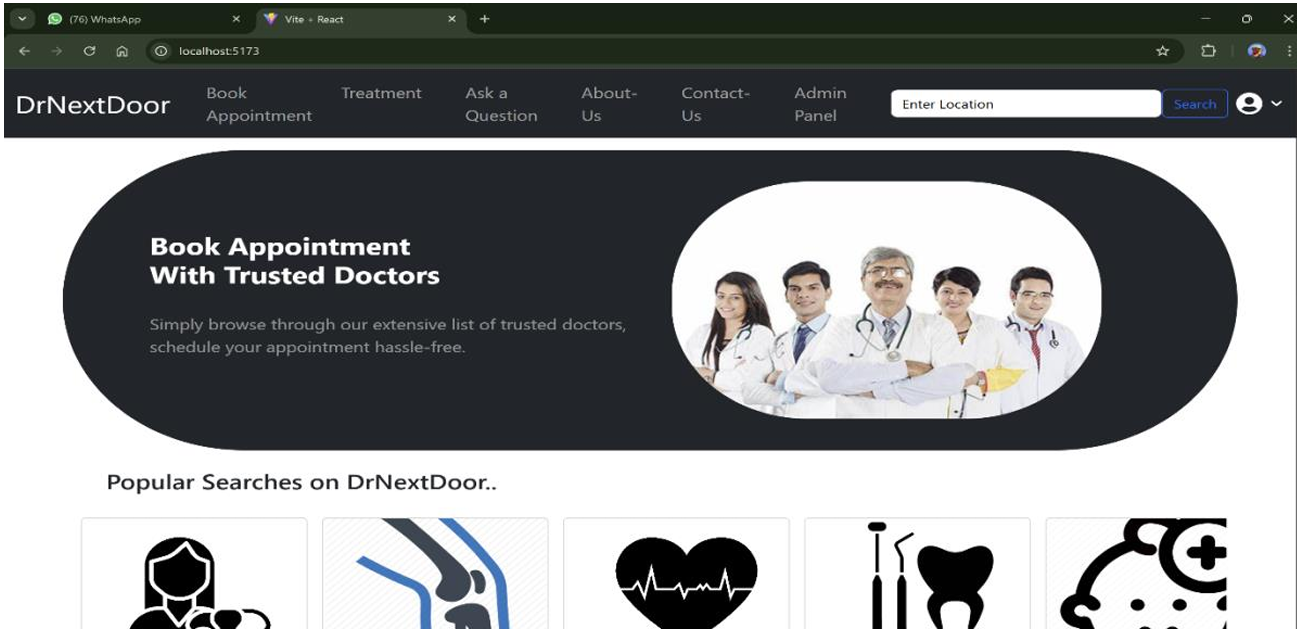 (76) WhatsApp
Vite + React
localhost:5173
DrNextDoor
Book
Appointment
Treatment
Ask a
Question
About-
Us
Contact-
Us
Admin
Panel
Enter Location
Search
Book Appointment
With Trusted Doctors
Simply browse through our extensive list of trusted doctors,
schedule your appointment hassle-free.
Popular Searches on DrNextDoor..